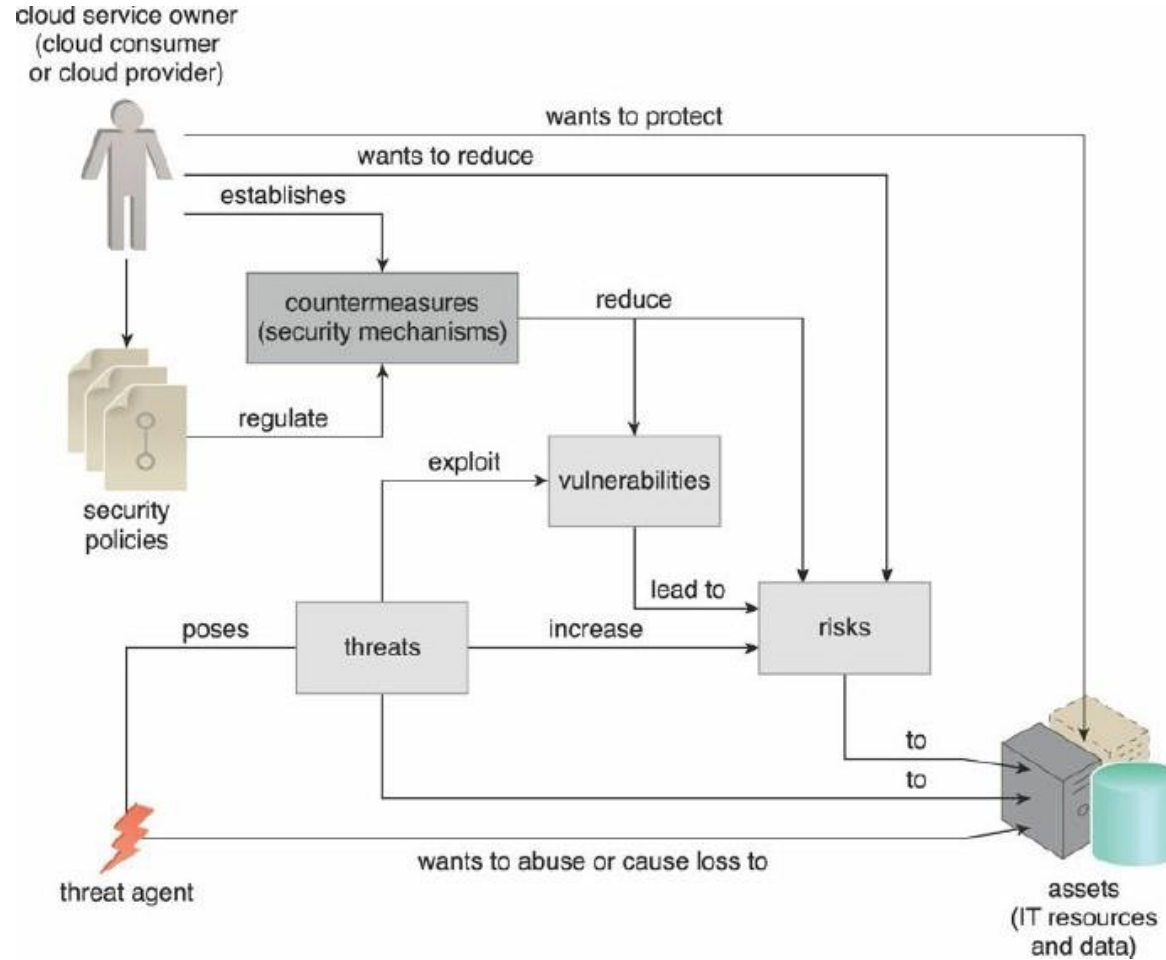 cloud service owner
(cloud consumer
or cloud provider)
wants to protect
wants to reduce
establishes
countermeasures
(security mechanisms)
reduce
regulate
security
policies
exploit
vulnerabilities
lead to
poses
threats
increase
risks
to
to
wants to abuse or cause loss to
threat agent
assets
(IT resources
and data)